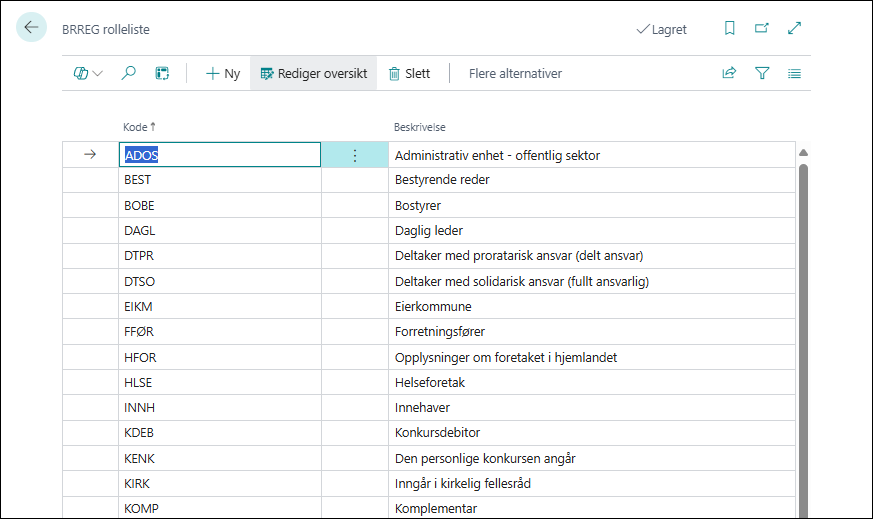 BRREG rolleliste
Lagret
Ny
Rediger oversikt
Slett
Flere alternativer
Kode ↑
Beskrivelse
ADOS Administrativ enhet - offentlig sektor
BEST Bestyrende reder
BOBE Bostyrer
DAGL Daglig leder
DTPR Deltaker med proratarisk ansvar (delt ansvar)
DTSO Deltaker med solidarisk ansvar (fullt ansvarlig)
EIKM Eierkommune
FFØR Forretningsfører
HFOR Opplysninger om foretaket i hjemlandet
HLSE Helseforetak
INNH Innehaver
KDEB Konkursdebitor
KENK Den personlige konkursen angår
KIRK Inngår i kirkelig fellesråd
KOMP Komplementar